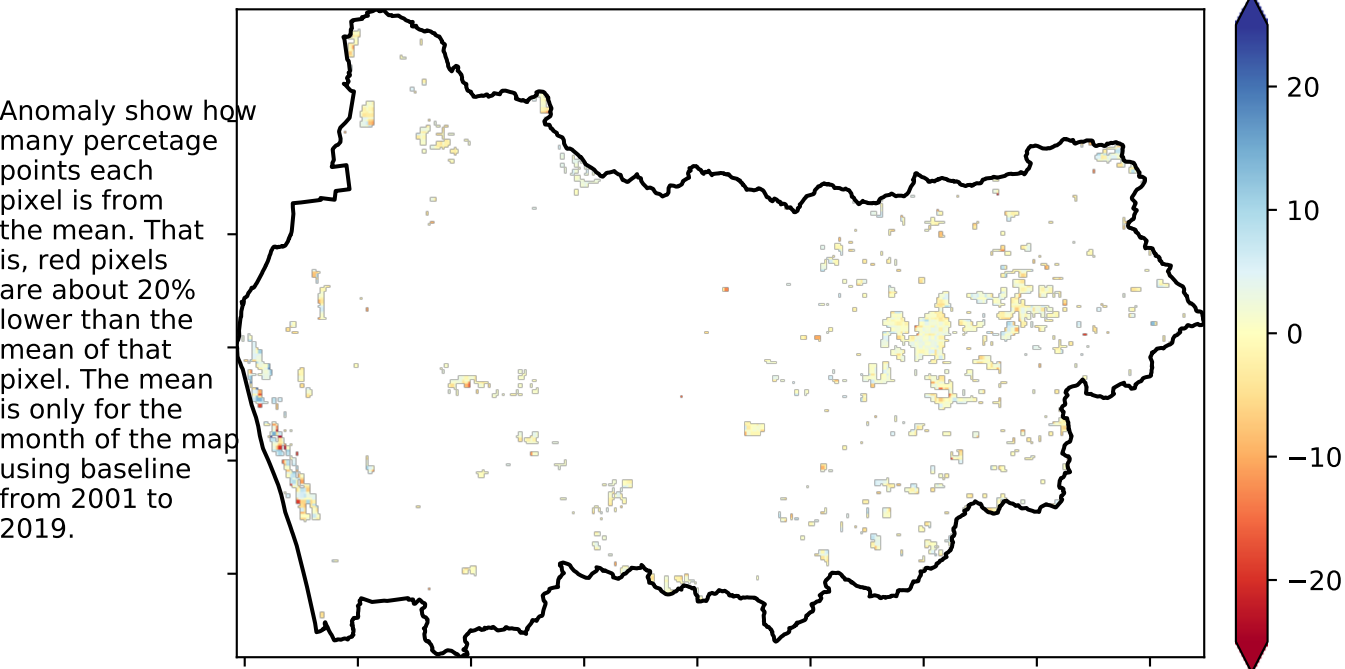 Anomaly show how
many percetage
points each
pixel is from
the mean. That
is, red pixels
are about 20%
lower than the
mean of that
pixel. The mean
is only for the
month of the map
using baseline
from 2001 to
2019.
20
10
0
−10
−20